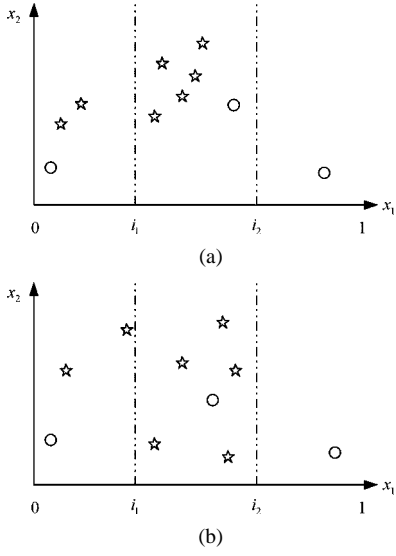 x₂
0 i₁ i₂ 1 x₁
(a)
x₂
0 i₁ i₂ 1 x₁
(b)